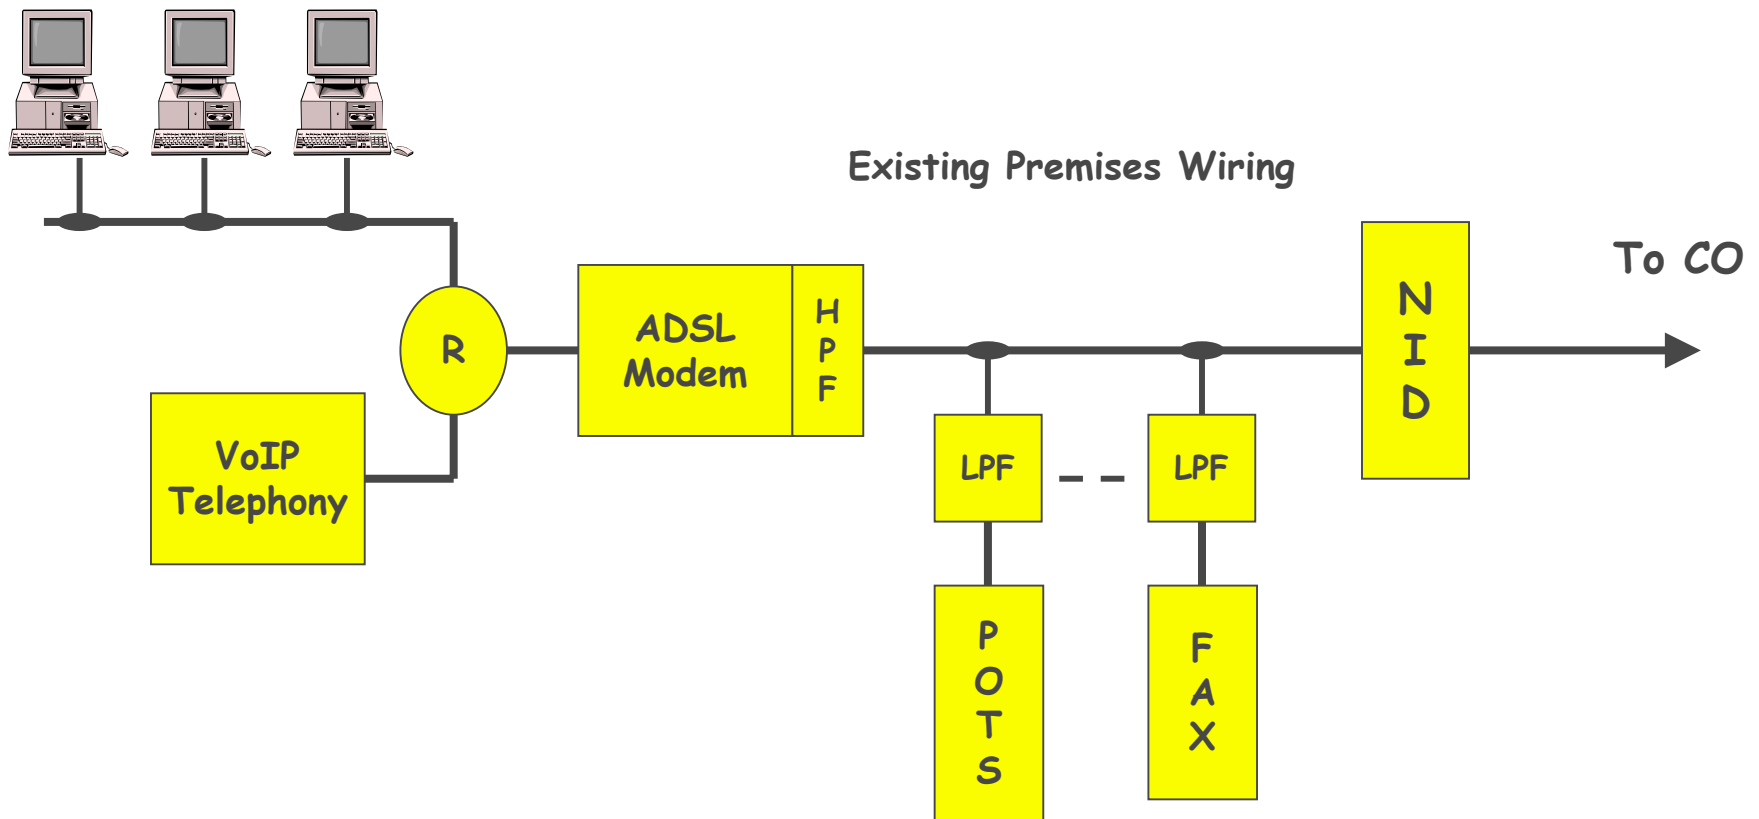 Existing Premises Wiring
To CO
N
I
D
H
P
F
ADSL
Modem
R
VoIP
Telephony
LPF
LPF
P
O
T
S
F
A
X